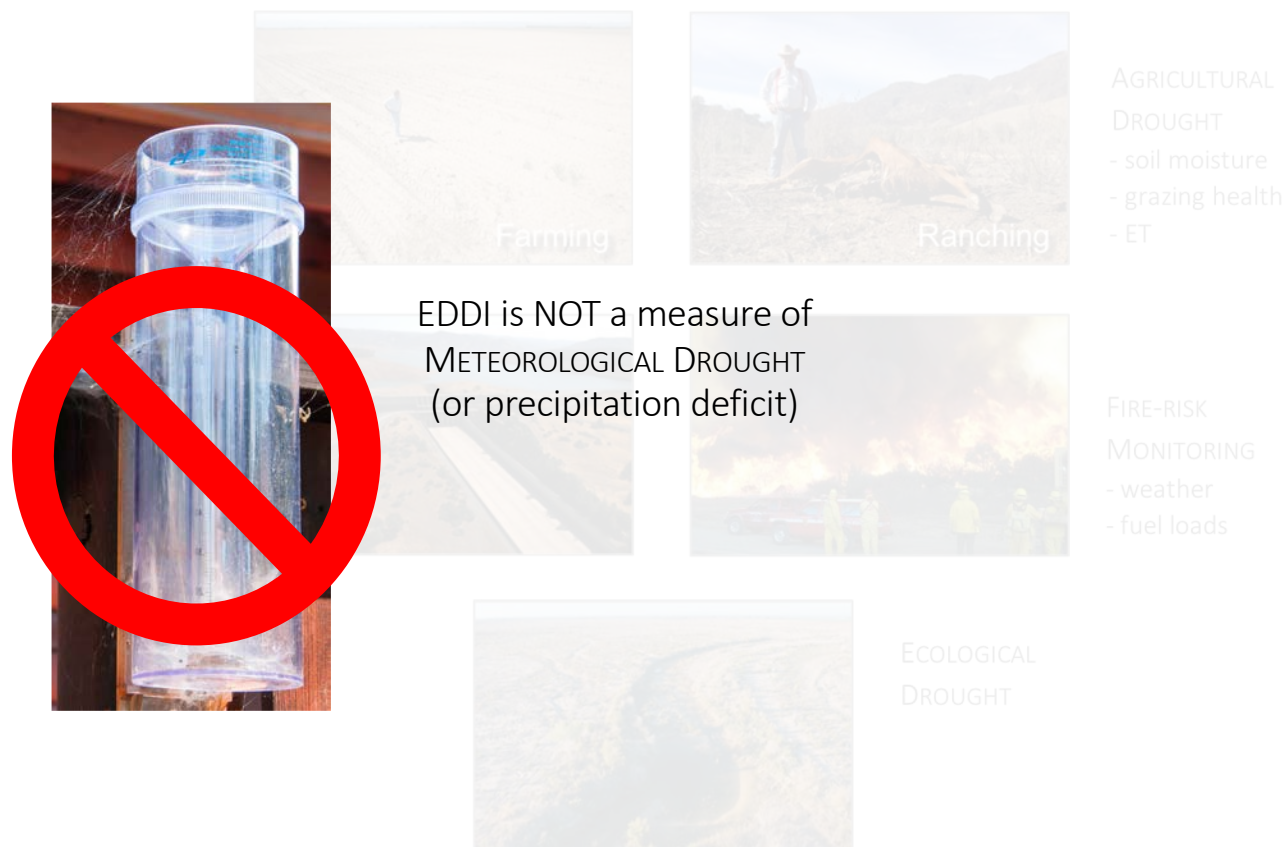 Farming
Ranching
AGRICULTURAL
DROUGHT
- soil moisture
- grazing health
- ET
EDDI is NOT a measure of
METEOROLOGICAL DROUGHT
(or precipitation deficit)
FIRE-RISK
MONITORING
- weather
- fuel loads
ECOLOGICAL
DROUGHT